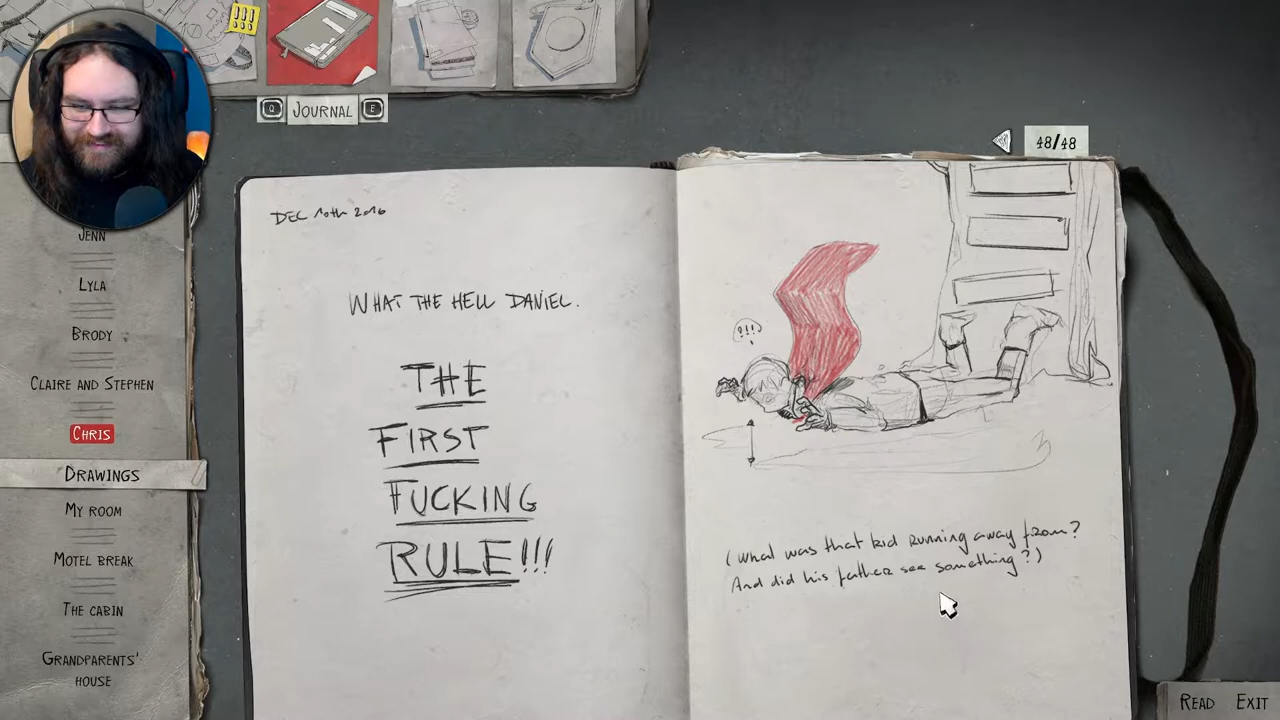 Q JOURNAL E
48/48
JENN
LYLA
BRODY
CLAIRE AND STEPHEN
CHRIS
DRAWINGS
MY ROOM
MOTEL BREAK
THE CABIN
GRANDPARENTS'
HOUSE
DEC 10th 2016
WHAT THE HELL DANIEL.
THE
FIRST
FUCKING
RULE!!!
?!!
(What was that kid running away from?
And did his father see something?)
READ EXIT